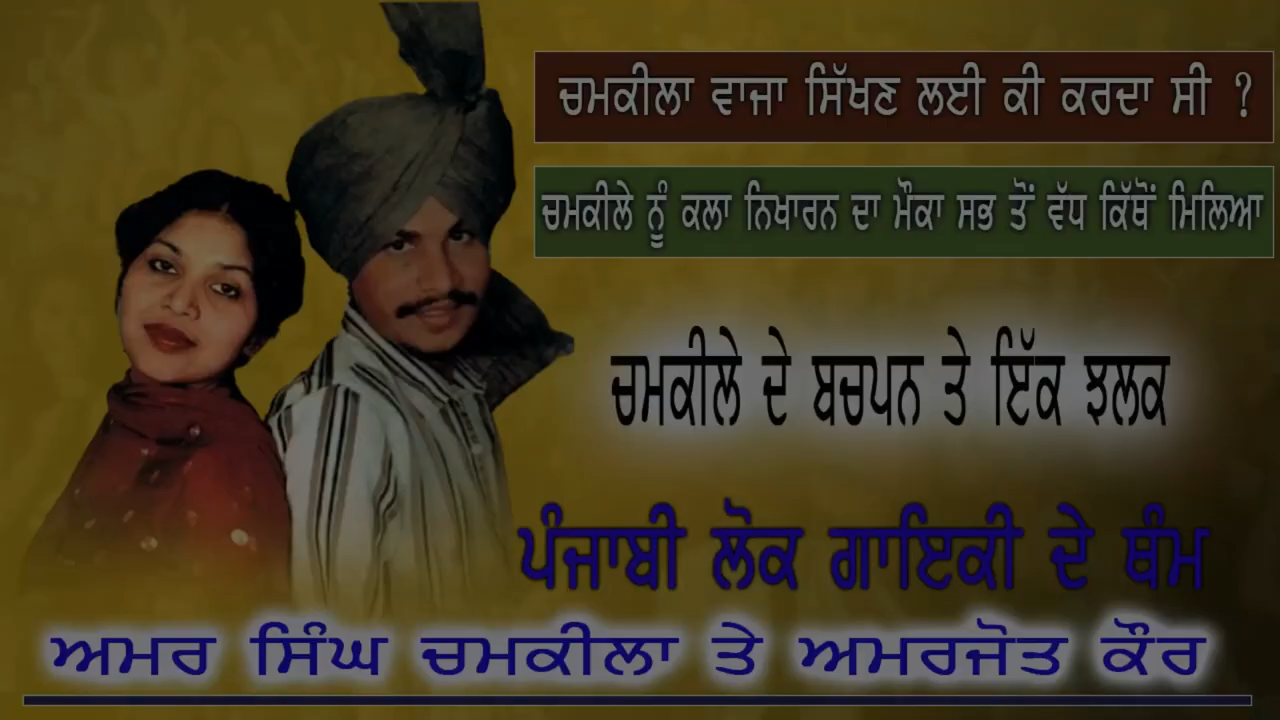 ਚਮਕੀਲਾ ਵਾਜਾ ਸਿੱਖਣ ਲਈ ਕੀ ਕਰਦਾ ਸੀ ?
ਚਮਕੀਲੇ ਨੂੰ ਕਲਾ ਨਿਖਾਰਨ ਦਾ ਮੌਕਾ ਸਭ ਤੋਂ ਵੱਧ ਕਿੱਥੋਂ ਮਿਲਿਆ
ਚਮਕੀਲੇ ਦੇ ਬਚਪਨ ਤੇ ਇੱਕ ਝਲਕ
ਪੰਜਾਬੀ ਲੋਕ ਗਾਇਕੀ ਦੇ ਥੰਮ
ਅਮਰ ਸਿੰਘ ਚਮਕੀਲਾ ਤੇ ਅਮਰਜੋਤ ਕੌਰ